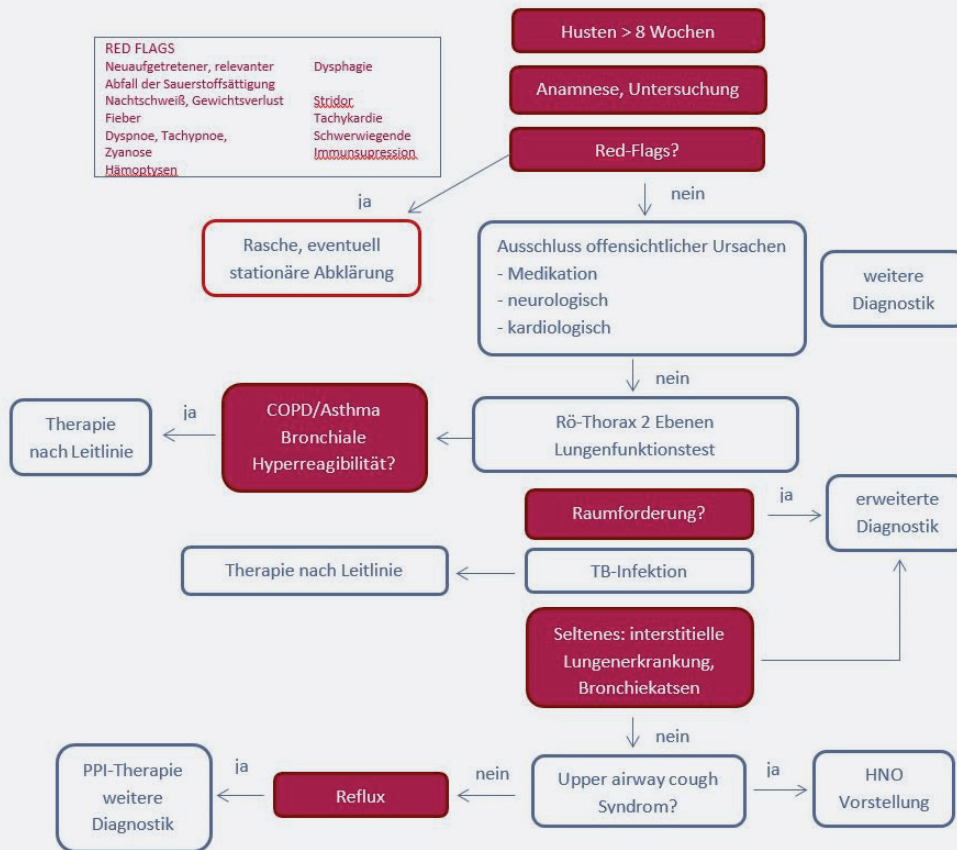 Husten > 8 Wochen
RED FLAGS
Neuaufgetretener, relevanter Dysphagie
Abfall der Sauerstoffsättigung
Nachtschweiß, Gewichtsverlust Stridor
Fieber Tachykardie
Dyspnoe, Tachypnoe, Schwerwiegende
Zyanose Immunsupression
Hämoptysen
Anamnese, Untersuchung
Red-Flags?
ja
nein
Rasche, eventuell
stationäre Abklärung
Ausschluss offensichtlicher Ursachen
- Medikation
- neurologisch
- kardiologisch
weitere
Diagnostik
nein
Therapie
nach Leitlinie
ja
COPD/Asthma
Bronchiale
Hyperreagibilität?
Rö-Thorax 2 Ebenen
Lungenfunktionstest
Raumforderung?
ja
erweiterte
Diagnostik
Therapie nach Leitlinie
TB-Infektion
Seltenes: interstitielle
Lungenerkrankung,
Bronchiekatsen
nein
PPI-Therapie
weitere
Diagnostik
ja
Reflux
nein
Upper airway cough
Syndrom?
ja
HNO
Vorstellung